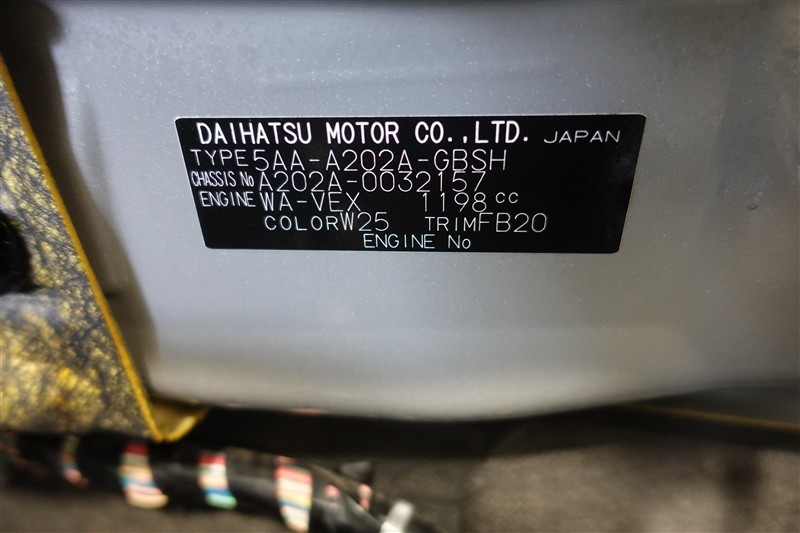 DAIHATSU MOTOR CO.,LTD. JAPAN
TYPE 5AA-A202A-GBSH
CHASSIS No A202A-0032157
ENGINE WA-VEX 1198 cc
COLOR W25 TRIM FB20
ENGINE No